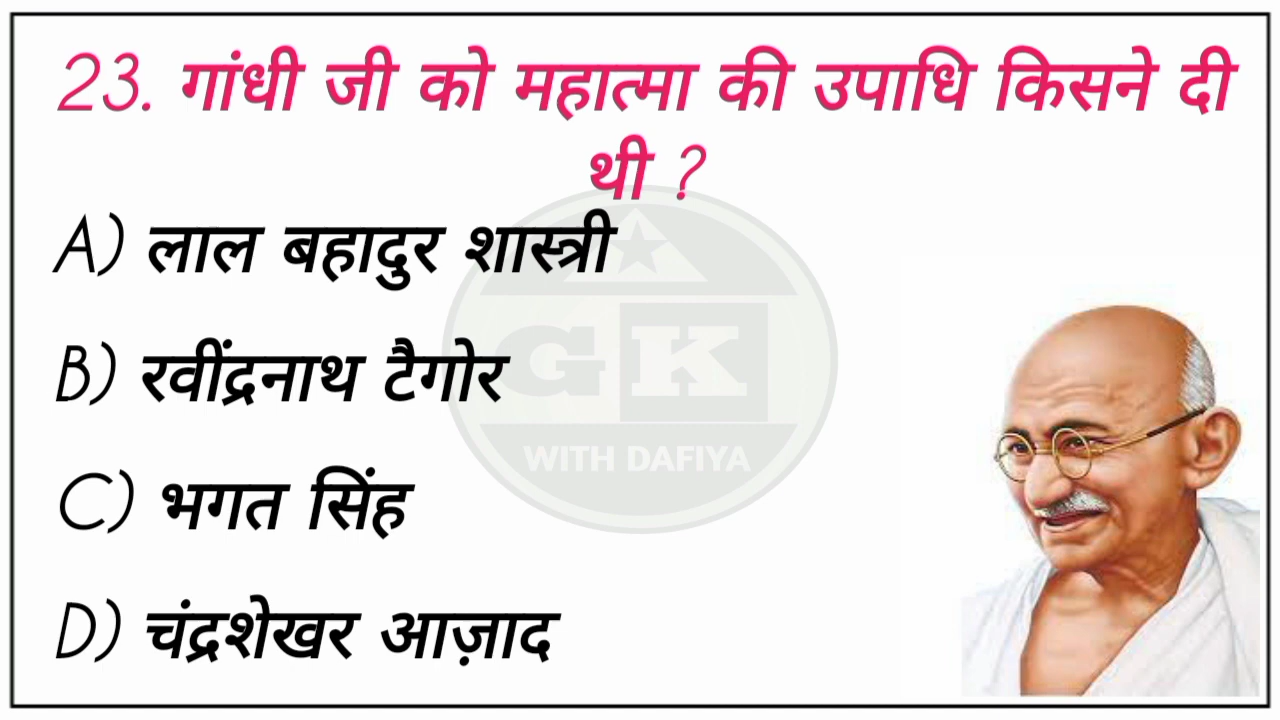 23. गांधी जी को महात्मा की उपाधि किसने दी
थी ?
A) लाल बहादुर शास्त्री
B) रवींद्रनाथ टैगोर
GK
WITH DAFIYA
C) भगत सिंह
D) चंद्रशेखर आज़ाद